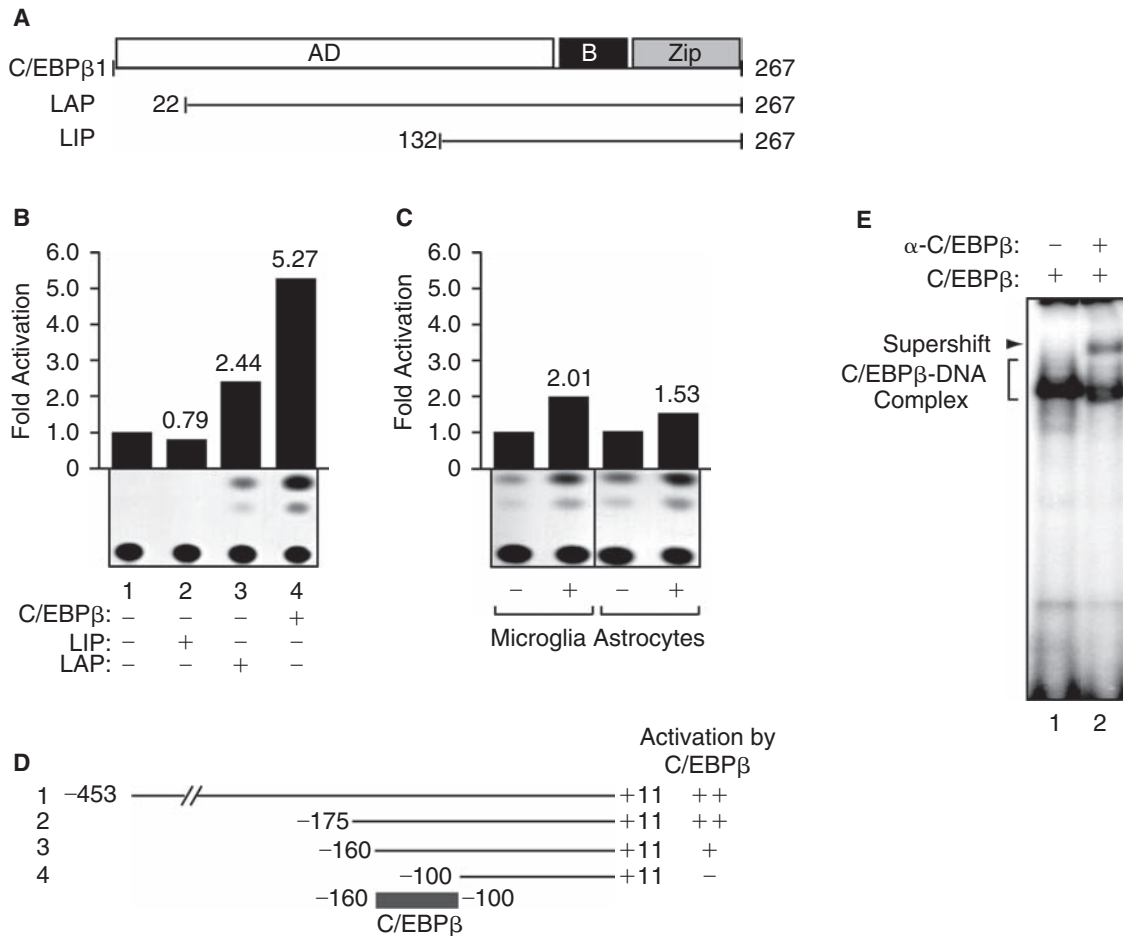 A
AD B Zip
C/EBPβ1 267
LAP 22 267
LIP 132 267
B
Fold Activation
6.0
5.0
4.0
3.0
2.0
1.0
0
0.79
2.44
5.27
1 2 3 4
C/EBPβ: – – – +
LIP: – + – –
LAP: – – + –
C
Fold Activation
6.0
5.0
4.0
3.0
2.0
1.0
0
2.01
1.53
– + – +
Microglia Astrocytes
D
Activation by
C/EBPβ
1 –453 +11 ++
2 –175 +11 ++
3 –160 +11 +
4 –100 +11 –
–160 –100
C/EBPβ
E
α-C/EBPβ: – +
C/EBPβ: + +
Supershift
C/EBPβ-DNA
Complex
1 2